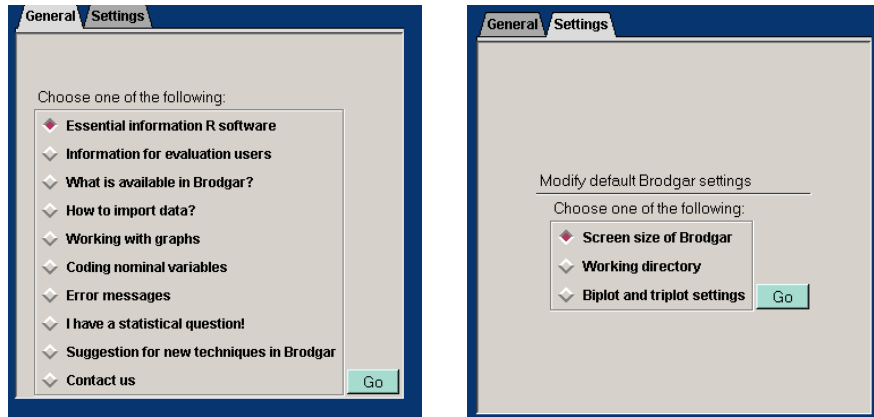 General Settings
Choose one of the following:
Essential information R software
Information for evaluation users
What is available in Brodgar?
How to import data?
Working with graphs
Coding nominal variables
Error messages
I have a statistical question!
Suggestion for new techniques in Brodgar
Contact us
Go
General Settings
Modify default Brodgar settings
Choose one of the following:
Screen size of Brodgar
Working directory
Biplot and triplot settings
Go